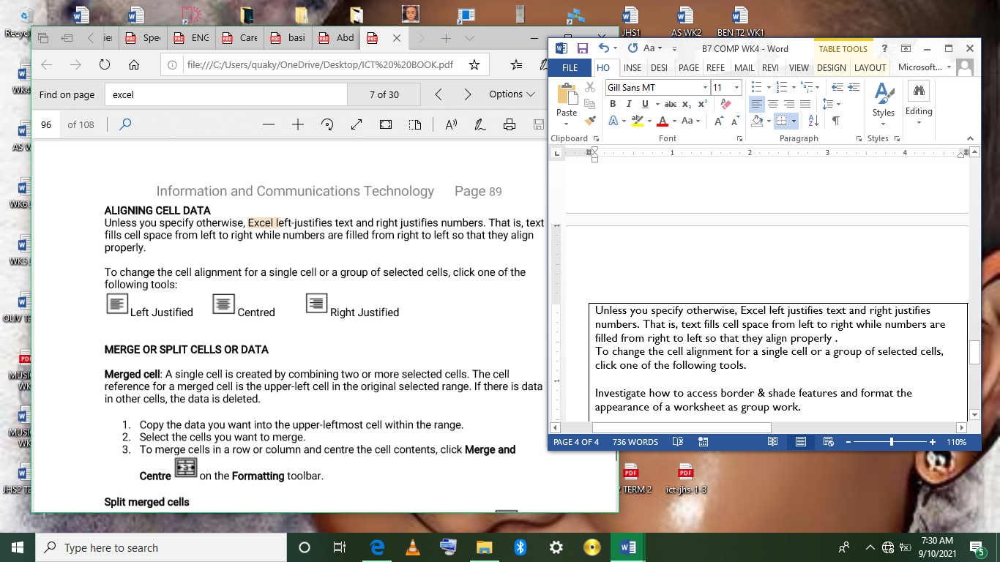 Recyc
JHS1
AS WK2
BEN T2 WK1
Spe
ENG
Care
basi
Abd
file:///C:/Users/quaky/OneDrive/Desktop/ICT%20%20BOOK.pdf
Find on page
excel
7 of 30
Options
96
of 108
Information and Communications Technology Page 89
ALIGNING CELL DATA
Unless you specify otherwise, Excel left-justifies text and right justifies numbers. That is, text
fills cell space from left to right while numbers are filled from right to left so that they align
properly.
To change the cell alignment for a single cell or a group of selected cells, click one of the
following tools:
Left Justified Centred Right Justified
MERGE OR SPLIT CELLS OR DATA
Merged cell: A single cell is created by combining two or more selected cells. The cell
reference for a merged cell is the upper-left cell in the original selected range. If there is data
in other cells, the data is deleted.
1. Copy the data you want into the upper-leftmost cell within the range.
2. Select the cells you want to merge.
3. To merge cells in a row or column and centre the cell contents, click Merge and
Centre on the Formatting toolbar.
Split merged cells
B7 COMP WK4 - Word
TABLE TOOLS
FILE HO INSE DESI PAGE REFE MAIL REVI VIEW DESIGN LAYOUT Microsoft...
Gill Sans MT 11
Paste
B I U abc x₂ x²
A A Aa A A
Styles
Editing
Clipboard Font Paragraph Styles
1 2 3 4
Unless you specify otherwise, Excel left justifies text and right justifies
numbers. That is, text fills cell space from left to right while numbers are
filled from right to left so that they align properly .
To change the cell alignment for a single cell or a group of selected cells,
click one of the following tools.
Investigate how to access border & shade features and format the
appearance of a worksheet as group work.
PAGE 4 OF 4 736 WORDS 110%
WK4
AS W
WK6.
WK5.
OLIV T2
MUSI
WK
MUSI
WK
JHS2 T2
TERM 2
ict-jhs-1-3
Type here to search
7:30 AM
9/10/2021
5